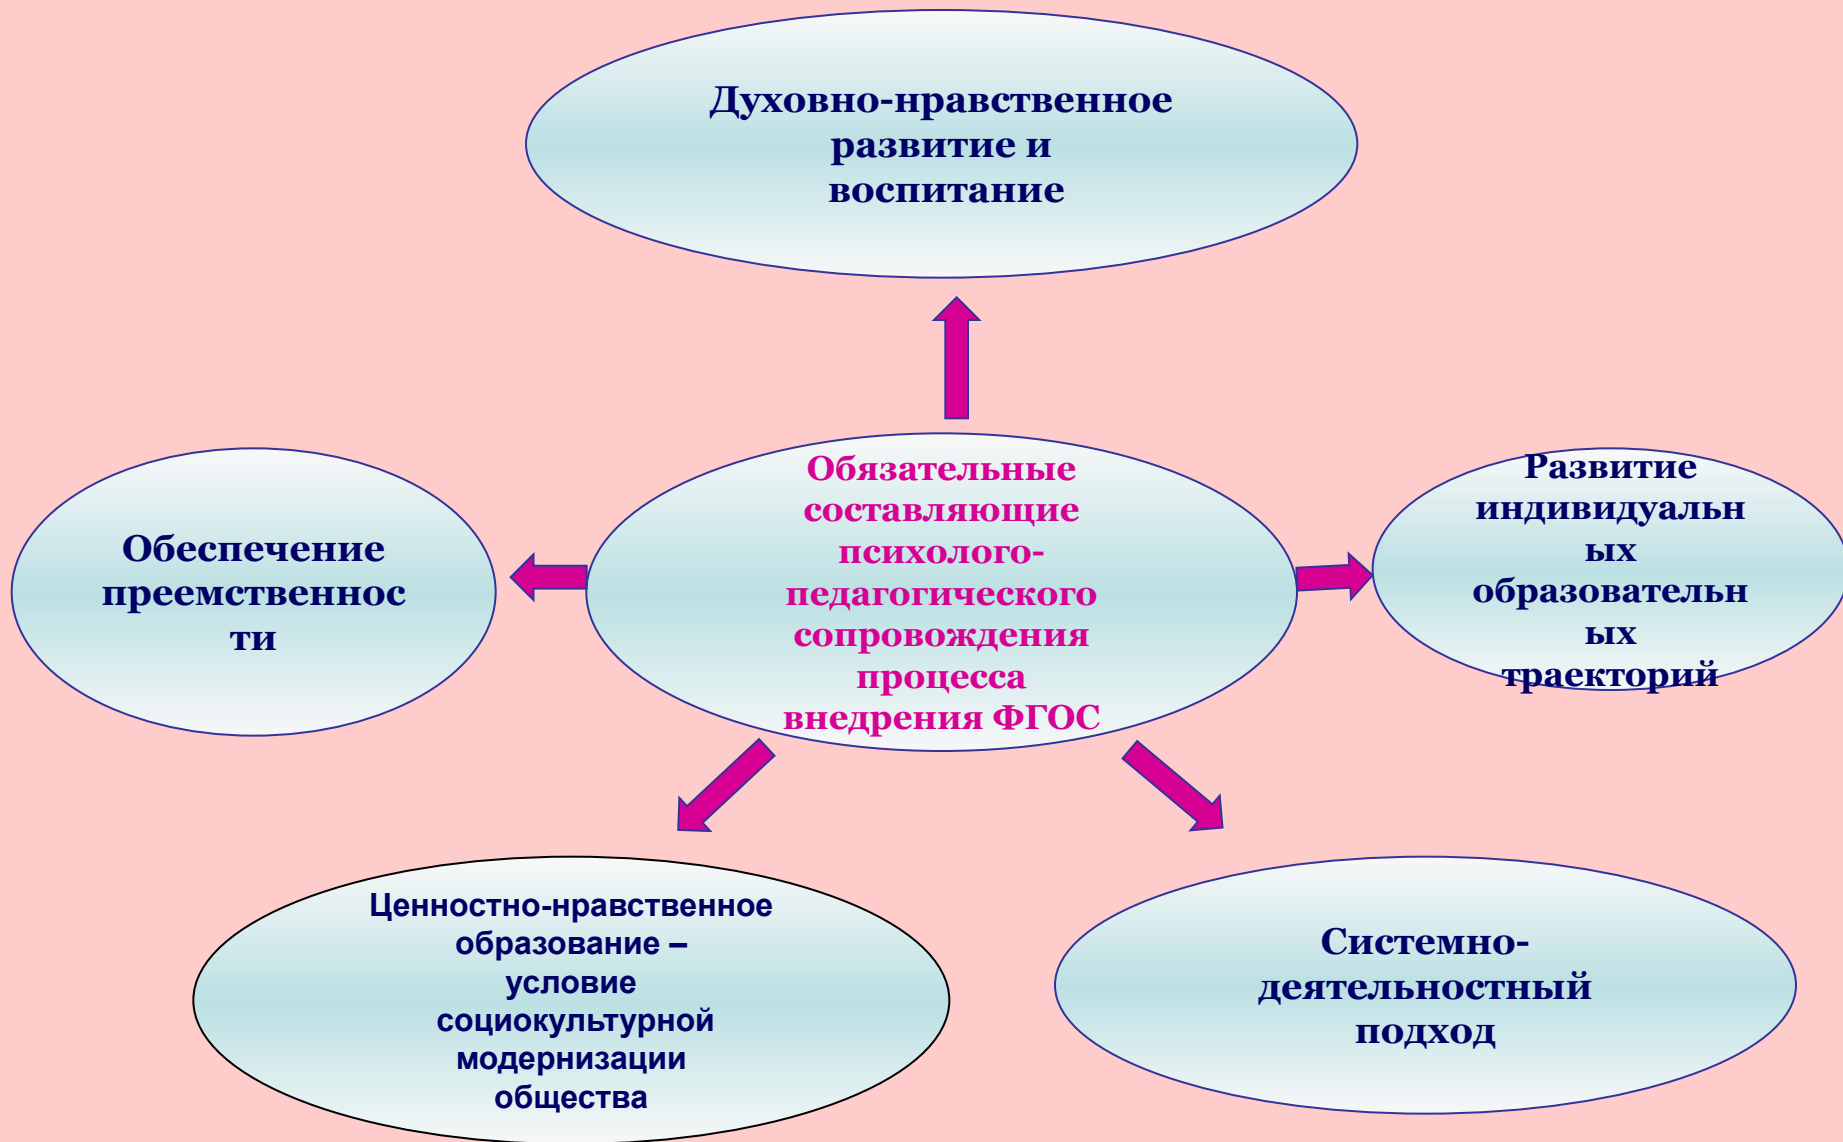 Духовно-нравственное
развитие и
воспитание
Обеспечение
преемственнос
ти
Обязательные
составляющие
психолого-
педагогического
сопровождения
процесса
внедрения ФГОС
Развитие
индивидуальн
ых
образовательн
ых
траекторий
Ценностно-нравственное
образование –
условие
социокультурной
модернизации
общества
Системно-
деятельностный
подход